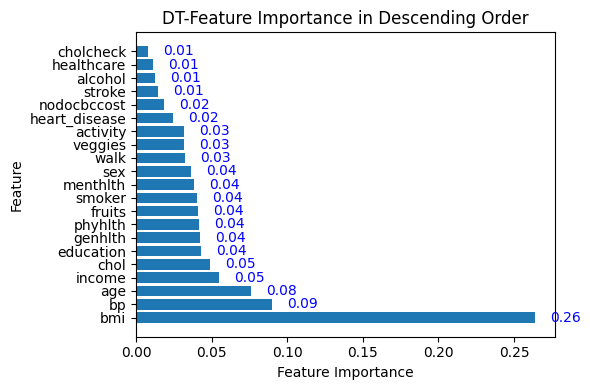 DT-Feature Importance in Descending Order
cholcheck 0.01
healthcare 0.01
alcohol 0.01
stroke 0.01
nodocbccost 0.02
heart_disease 0.02
activity 0.03
veggies 0.03
walk 0.03
sex 0.04
menthlth 0.04
smoker 0.04
fruits 0.04
phyhlth 0.04
genhlth 0.04
education 0.04
chol 0.05
income 0.05
age 0.08
bp 0.09
bmi 0.26
Feature
0.00 0.05 0.10 0.15 0.20 0.25
Feature Importance